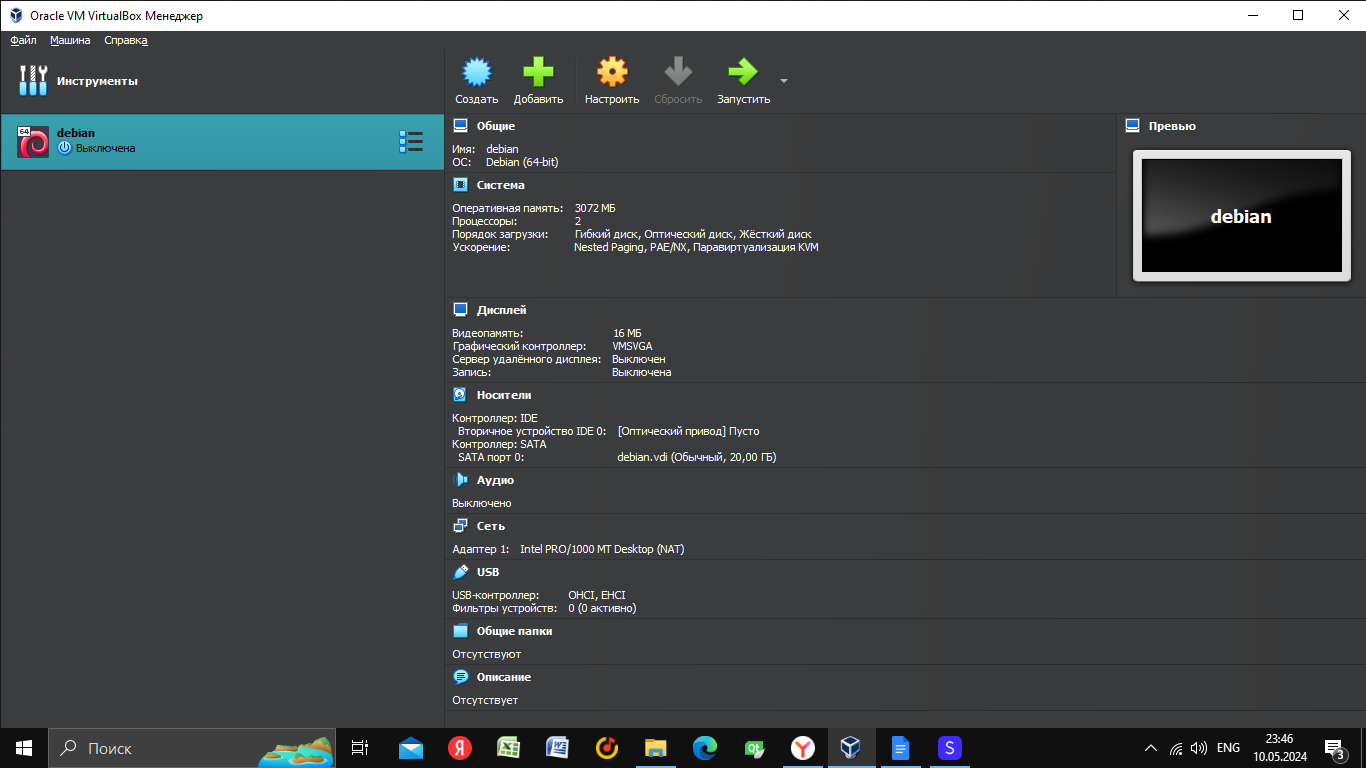 Oracle VM VirtualBox Менеджер
Файл Машина Справка
Инструменты
Создать Добавить Настроить Сбросить Запустить
64
debian
Выключена
Общие
Имя: debian
ОС: Debian (64-bit)
Система
Оперативная память: 3072 МБ
Процессоры: 2
Порядок загрузки: Гибкий диск, Оптический диск, Жёсткий диск
Ускорение: Nested Paging, PAE/NX, Паравиртуализация KVM
Превью
debian
Дисплей
Видеопамять: 16 МБ
Графический контроллер: VMSVGA
Сервер удалённого дисплея: Выключен
Запись: Выключена
Носители
Контроллер: IDE
Вторичное устройство IDE 0: [Оптический привод] Пусто
Контроллер: SATA
SATA порт 0: debian.vdi (Обычный, 20,00 ГБ)
Аудио
Выключено
Сеть
Адаптер 1: Intel PRO/1000 MT Desktop (NAT)
USB
USB-контроллер: OHCI, EHCI
Фильтры устройств: 0 (0 активно)
Общие папки
Отсутствуют
Описание
Отсутствует
Поиск
Я
Qt
Y
S
ENG
23:46
10.05.2024
3